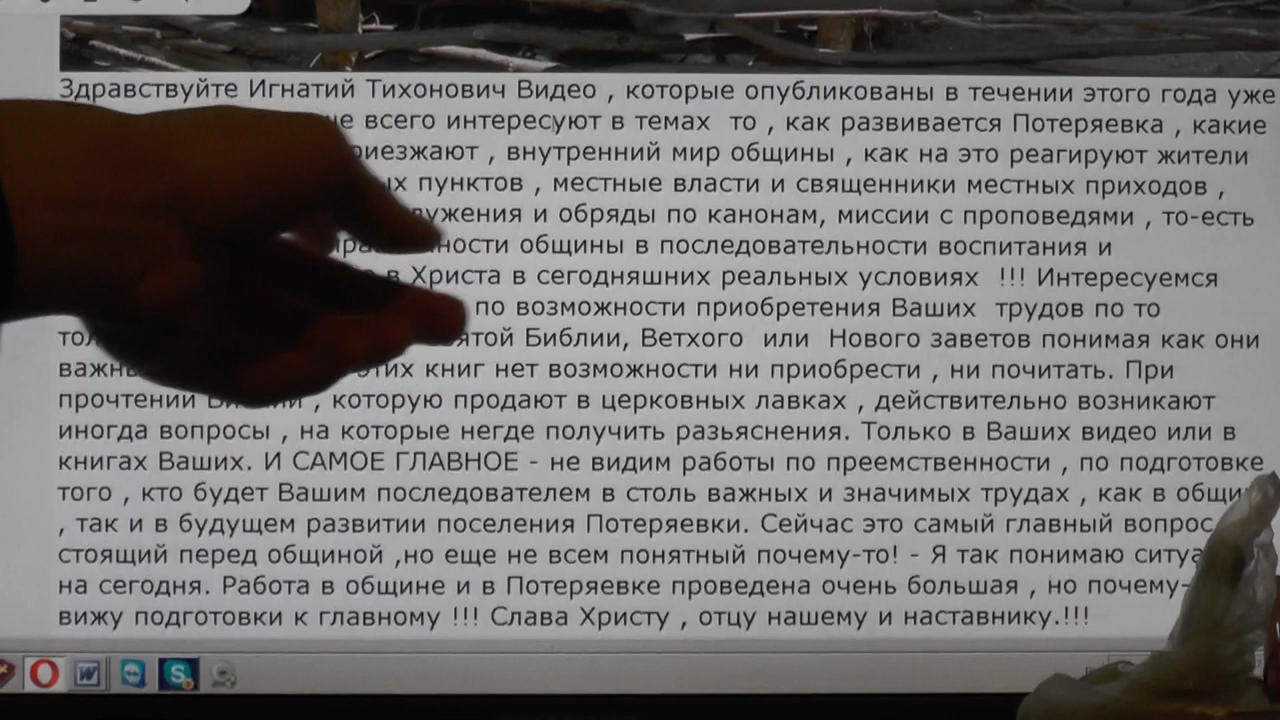 Здравствуйте Игнатий Тихонович Видео , которые опубликованы в течении этого года уже
всего интересуют в темах то , как развивается Потеряевка , какие
, внутренний мир общины , как на это реагируют жители
пунктов , местные власти и священники местных приходов ,
и обряды по канонам, миссии с проповедями , то-есть
общины в последовательности воспитания и
в Христа в сегодняшних реальных условиях !!! Интересуемся
по возможности приобретения Ваших трудов по то
Библии, Ветхого или Нового заветов понимая как они
этих книг нет возможности ни приобрести , ни почитать. При
прочтении Библии , которую продают в церковных лавках , действительно возникают
иногда вопросы , на которые негде получить разьяснения. Только в Ваших видео или в
книгах Ваших. И САМОЕ ГЛАВНОЕ - не видим работы по преемственности , по подготовке
того , кто будет Вашим последователем в столь важных и значимых трудах , как в
, так и в будущем развитии поселения Потеряевки. Сейчас это самый главный вопрос
стоящий перед общиной ,но еще не всем понятный почему-то! - Я так понимаю
на сегодня. Работа в общине и в Потеряевке проведена очень большая , но
вижу подготовки к главному !!! Слава Христу , отцу нашему и наставнику.!!!